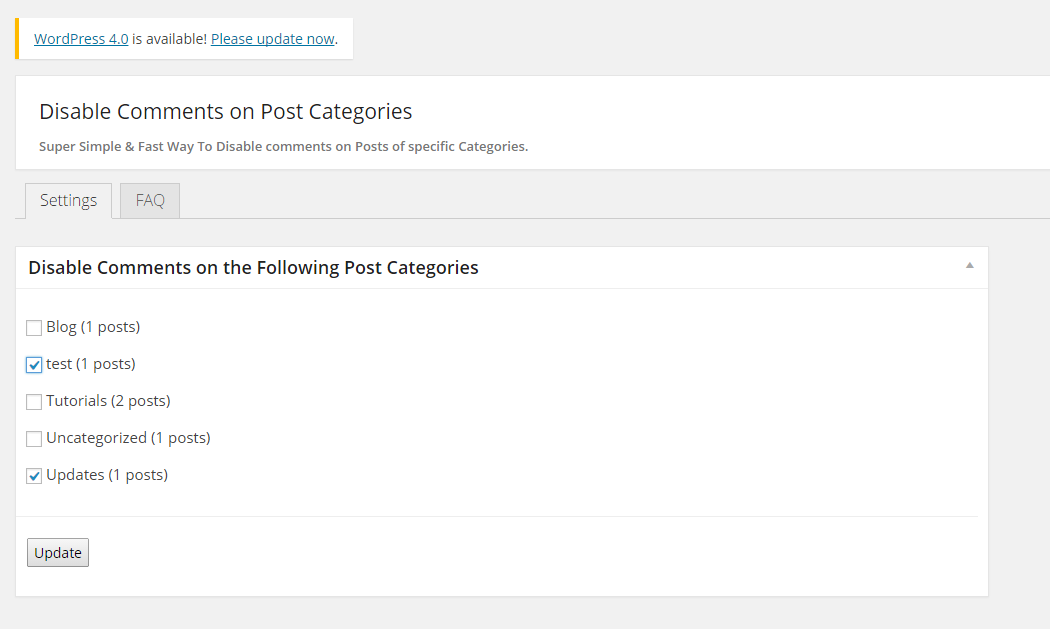 WordPress 4.0 is available! Please update now.
Disable Comments on Post Categories
Super Simple & Fast Way To Disable comments on Posts of specific Categories.
Settings
FAQ
Disable Comments on the Following Post Categories
Blog (1 posts)
test (1 posts)
Tutorials (2 posts)
Uncategorized (1 posts)
Updates (1 posts)
Update